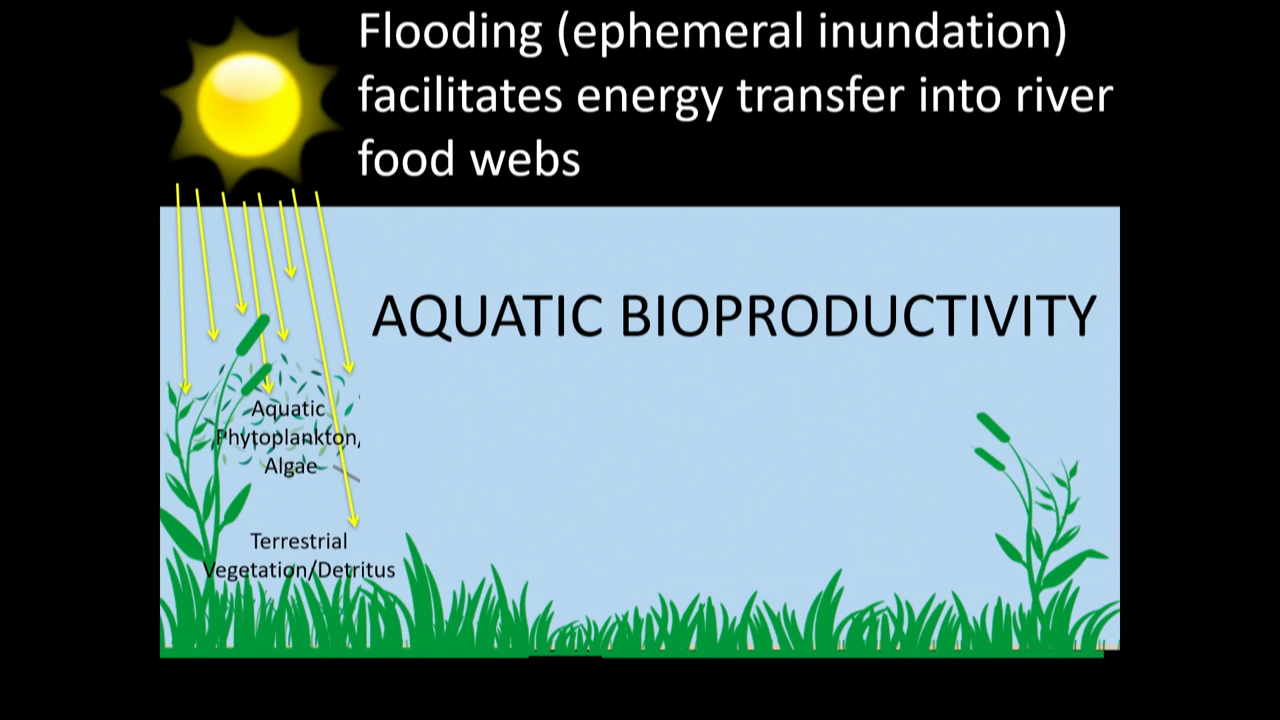 Flooding (ephemeral inundation)
facilitates energy transfer into river
food webs
AQUATIC BIOPRODUCTIVITY
Aquatic
Phytoplankton,
Algae
Terrestrial
Vegetation/Detritus